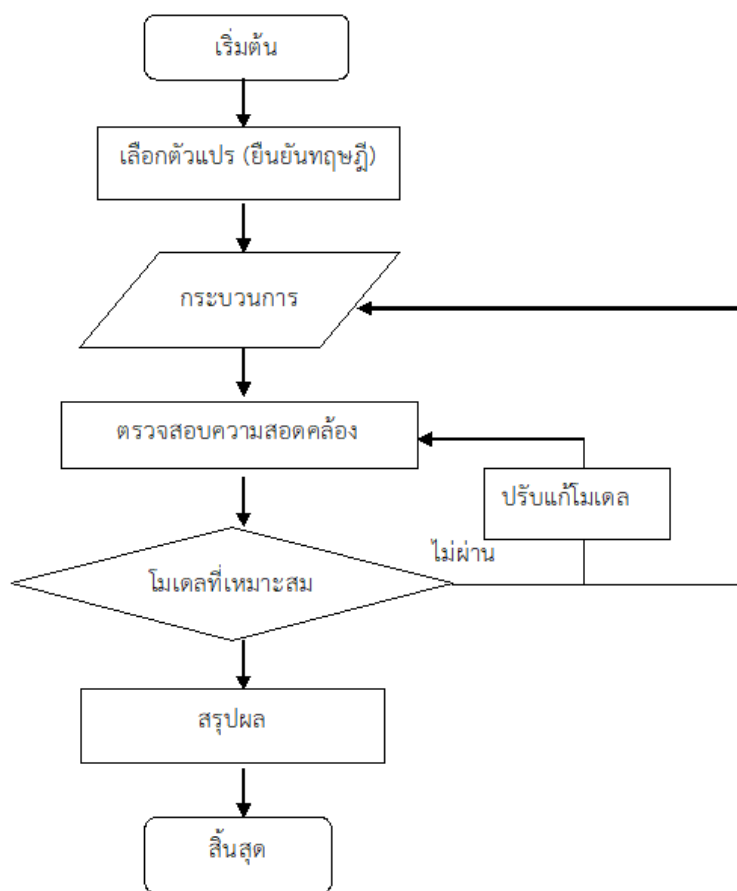 เริ่มต้น
เลือกตัวแปร (ยืนยันทฤษฎี)
กระบวนการ
ตรวจสอบความสอดคล้อง
ปรับแก้โมเดล
ไม่ผ่าน
โมเดลที่เหมาะสม
สรุปผล
สิ้นสุด